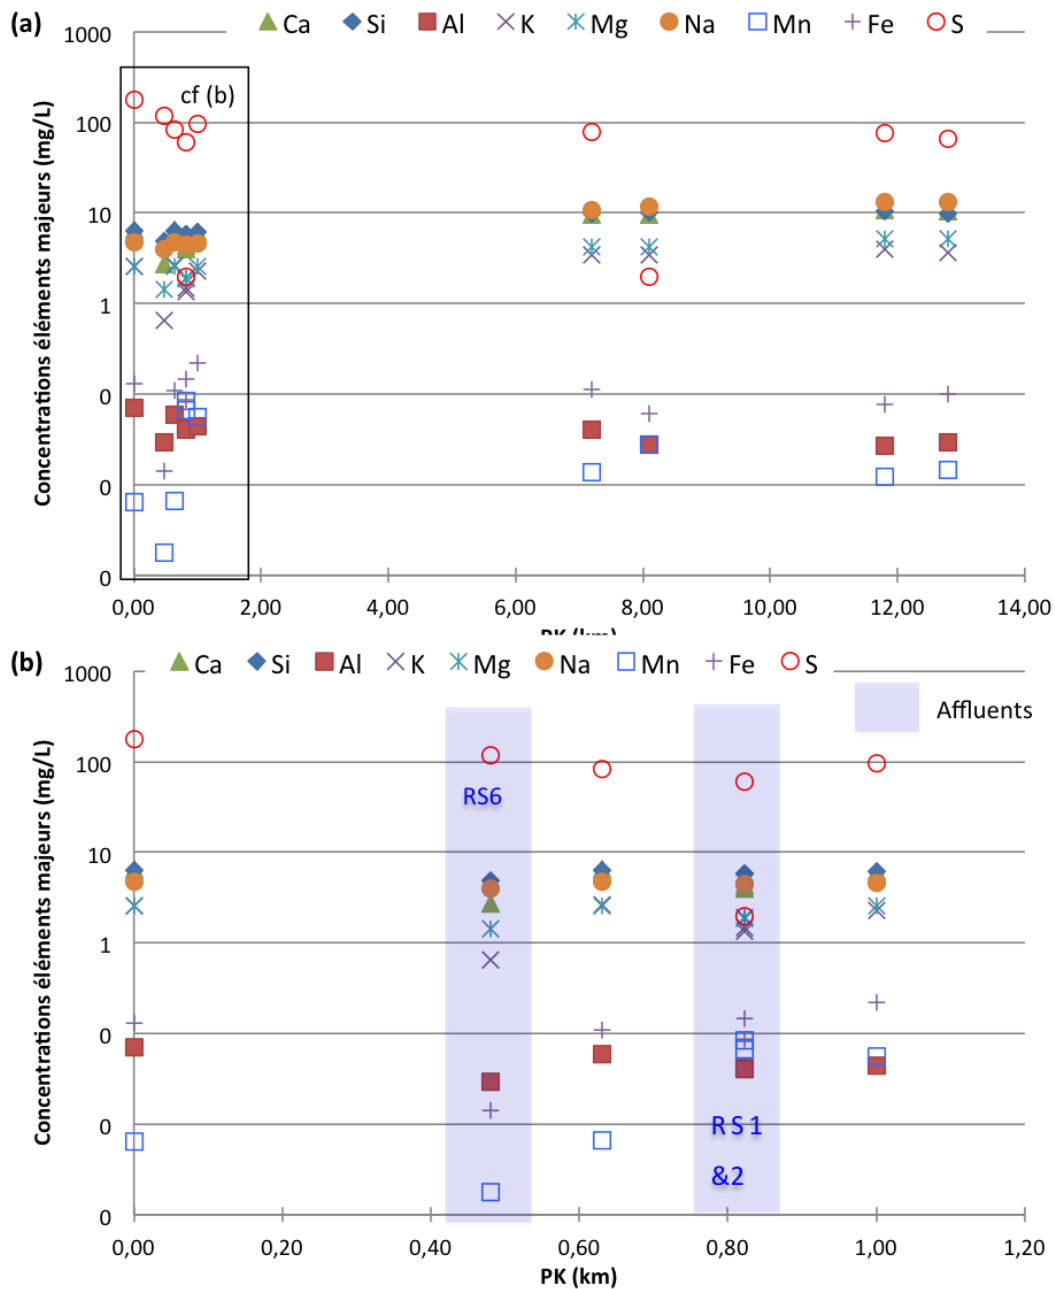 (a)
Ca Si Al K Mg Na Mn Fe S
1000
cf (b)
100
10
1
0
0
0
Concentrations éléments majeurs (mg/L)
0,00 2,00 4,00 6,00 8,00 10,00 12,00 14,00
PK (km)
(b)
Ca Si Al K Mg Na Mn Fe S
1000
Affluents
100
RS6
10
1
0
0
RS1
&2
0
Concentrations éléments majeurs (mg/L)
0,00 0,20 0,40 0,60 0,80 1,00 1,20
PK (km)